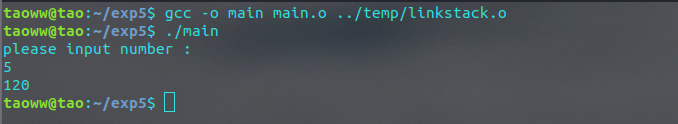 taoww@tao:~/exp5$ gcc -o main main.o ../temp/linkstack.o
taoww@tao:~/exp5$ ./main
please input number :
5
120
taoww@tao:~/exp5$